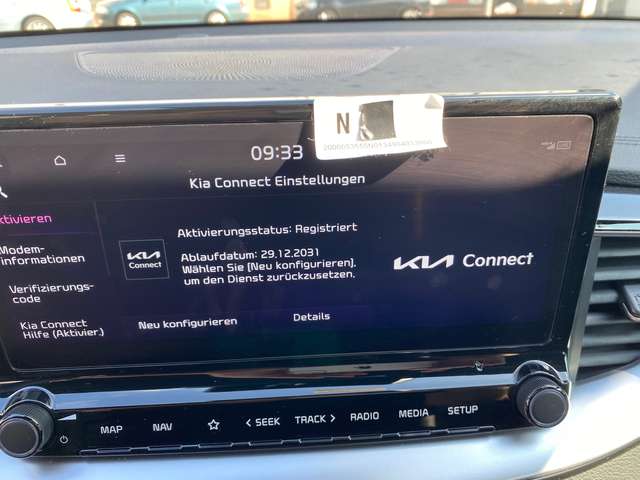 N
09:33
Kia Connect Einstellungen
ktivieren
Modem-
informationen
Verifizierungs-
code
Kia Connect
Hilfe (Aktivier.)
Aktivierungsstatus: Registriert
KIA
Connect
Ablaufdatum: 29.12.2031
Wählen Sie [Neu konfigurieren],
um den Dienst zurückzusetzen.
KIA Connect
Neu konfigurieren
Details
MAP
NAV
< SEEK
TRACK >
RADIO
MEDIA
SETUP